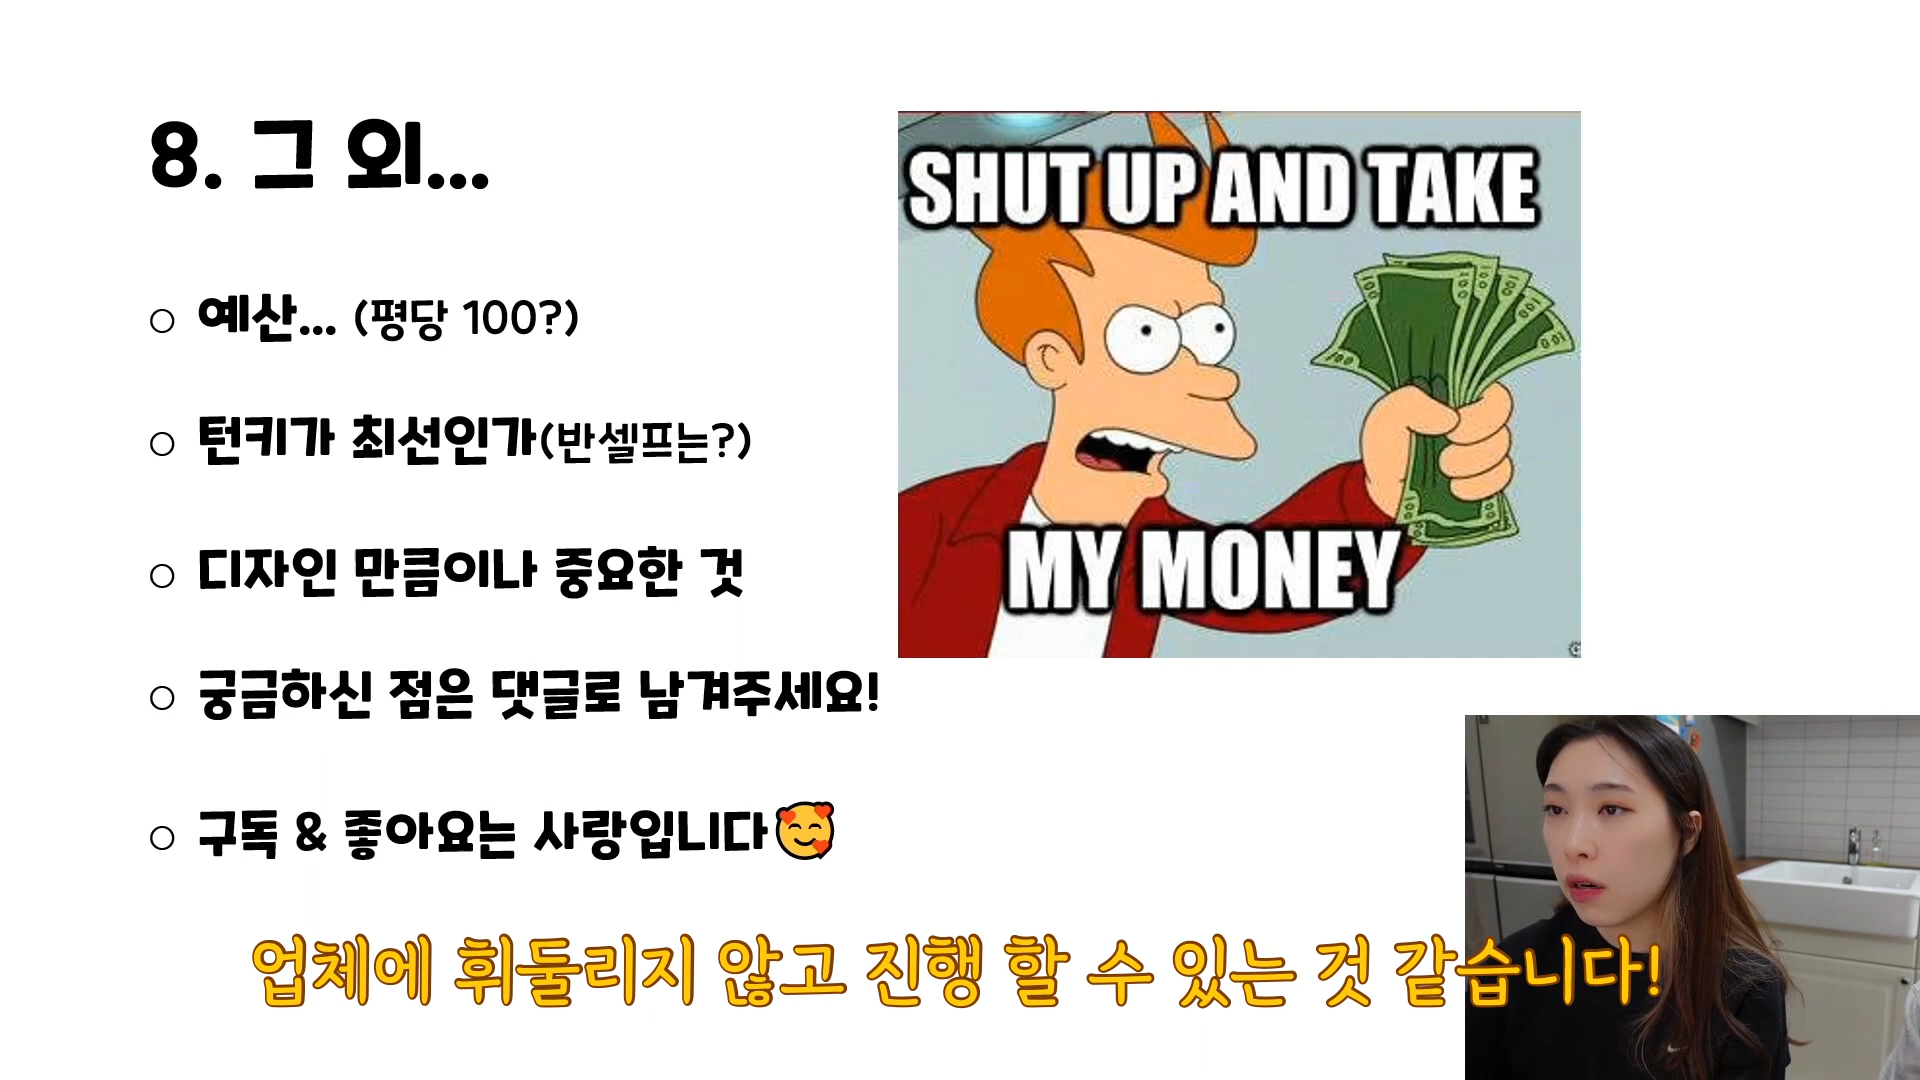 8. 그 외...
예산... (평당 100?)
턴키가 최선인가(반셀프는?)
디자인 만큼이나 중요한 것
궁금하신 점은 댓글로 남겨주세요!
구독 & 좋아요는 사랑입니다🥰
SHUT UP AND TAKE
MY MONEY
업체에 휘둘리지 않고 진행 할 수 있는 것 같습니다!